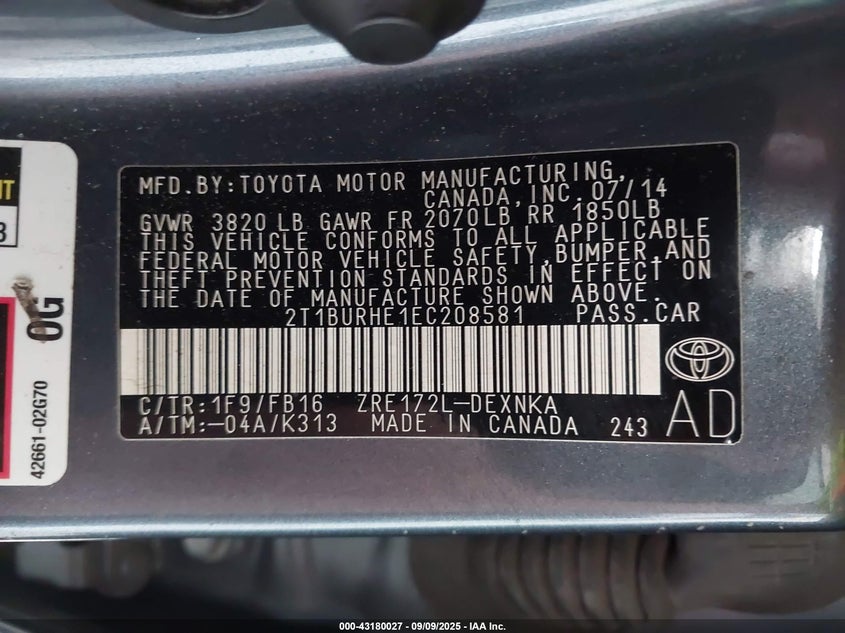 MFD.BY:TOYOTA MOTOR MANUFACTURING,
CANADA,INC. 07/14
GVWR 3820 LB GAWR FR 2070LB RR 1850LB
THIS VEHICLE CONFORMS TO ALL APPLICABLE
FEDERAL MOTOR VEHICLE SAFETY,BUMPER,AND
THEFT PREVENTION STANDARDS IN EFFECT ON
THE DATE OF MANUFACTURE SHOWN ABOVE.
2T1BURHE1EC208581 PASS.CAR
C/TR:1F9/FB16 ZRE172L-DEXNKA
A/TM:-04A/K313 MADE IN CANADA 243
AD
0G
42661-02G70
000-43180027 - 09/09/2025 - IAA Inc.